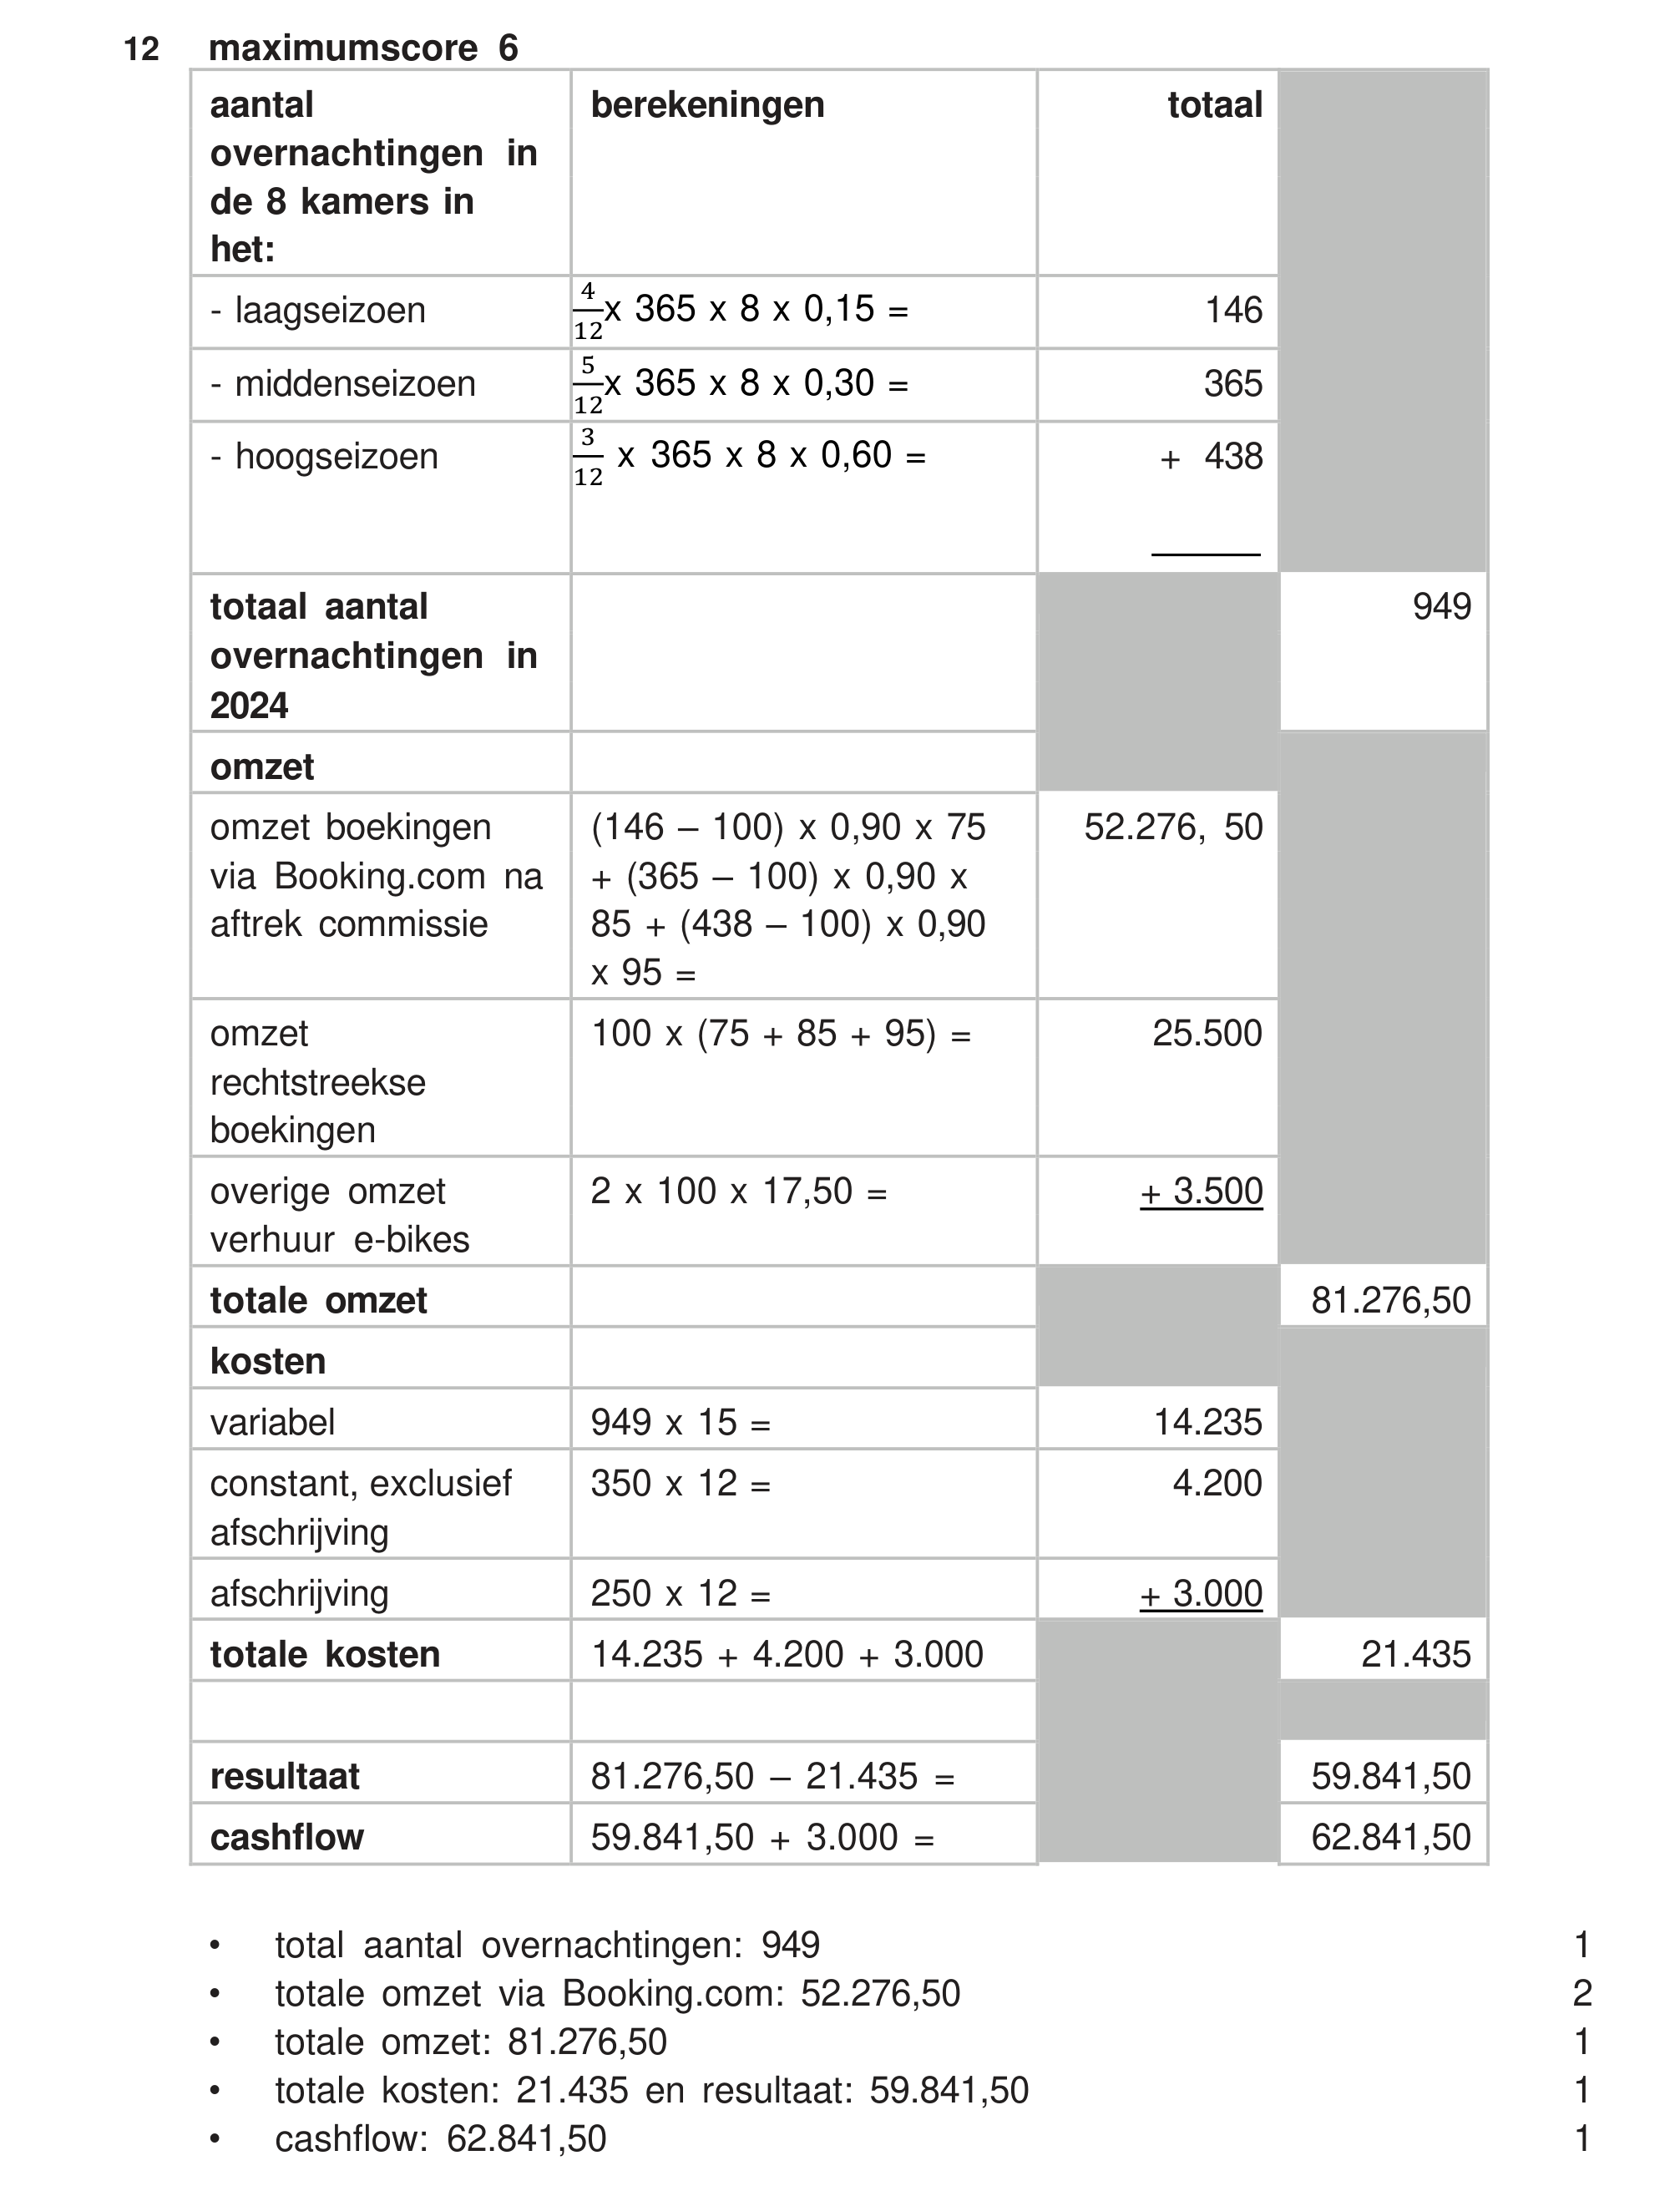 12 maximumscore 6
aantal
overnachtingen in
de 8 kamers in
het:
berekeningen
totaal
- laagseizoen
4/12 x 365 x 8 x 0,15 =
146
- middenseizoen
5/12 x 365 x 8 x 0,30 =
365
- hoogseizoen
3/12 x 365 x 8 x 0,60 =
+ 438
totaal aantal
overnachtingen in
2024
949
omzet
omzet boekingen
via Booking.com na
aftrek commissie
(146 – 100) x 0,90 x 75
+ (365 – 100) x 0,90 x
85 + (438 – 100) x 0,90
x 95 =
52.276, 50
omzet
rechtstreekse
boekingen
100 x (75 + 85 + 95) =
25.500
overige omzet
verhuur e-bikes
2 x 100 x 17,50 =
+ 3.500
totale omzet
81.276,50
kosten
variabel
949 x 15 =
14.235
constant, exclusief
afschrijving
350 x 12 =
4.200
afschrijving
250 x 12 =
+ 3.000
totale kosten
14.235 + 4.200 + 3.000
21.435
resultaat
81.276,50 – 21.435 =
59.841,50
cashflow
59.841,50 + 3.000 =
62.841,50
• total aantal overnachtingen: 949 1
• totale omzet via Booking.com: 52.276,50 2
• totale omzet: 81.276,50 1
• totale kosten: 21.435 en resultaat: 59.841,50 1
• cashflow: 62.841,50 1